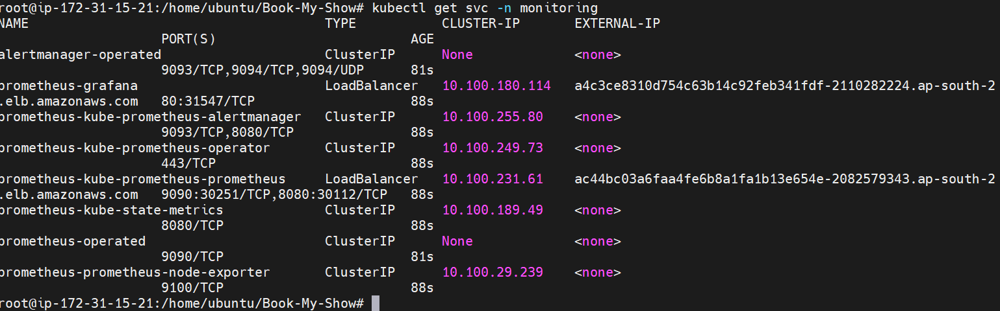 root@ip-172-31-15-21:/home/ubuntu/Book-My-Show# kubectl get svc -n monitoring
NAME TYPE CLUSTER-IP EXTERNAL-IP
PORT(S) AGE
alertmanager-operated ClusterIP None <none>
9093/TCP,9094/TCP,9094/UDP 81s
prometheus-grafana LoadBalancer 10.100.180.114 a4c3ce8310d754c63b14c92feb341fdf-2110282224.ap-south-2
.elb.amazonaws.com 80:31547/TCP 88s
prometheus-kube-prometheus-alertmanager ClusterIP 10.100.255.80 <none>
9093/TCP,8080/TCP 88s
prometheus-kube-prometheus-operator ClusterIP 10.100.249.73 <none>
443/TCP 88s
prometheus-kube-prometheus-prometheus LoadBalancer 10.100.231.61 ac44bc03a6faa4fe6b8a1fa1b13e654e-2082579343.ap-south-2
.elb.amazonaws.com 9090:30251/TCP,8080:30112/TCP 88s
prometheus-kube-state-metrics ClusterIP 10.100.189.49 <none>
8080/TCP 88s
prometheus-operated ClusterIP None <none>
9090/TCP 81s
prometheus-prometheus-node-exporter ClusterIP 10.100.29.239 <none>
9100/TCP 88s
root@ip-172-31-15-21:/home/ubuntu/Book-My-Show#